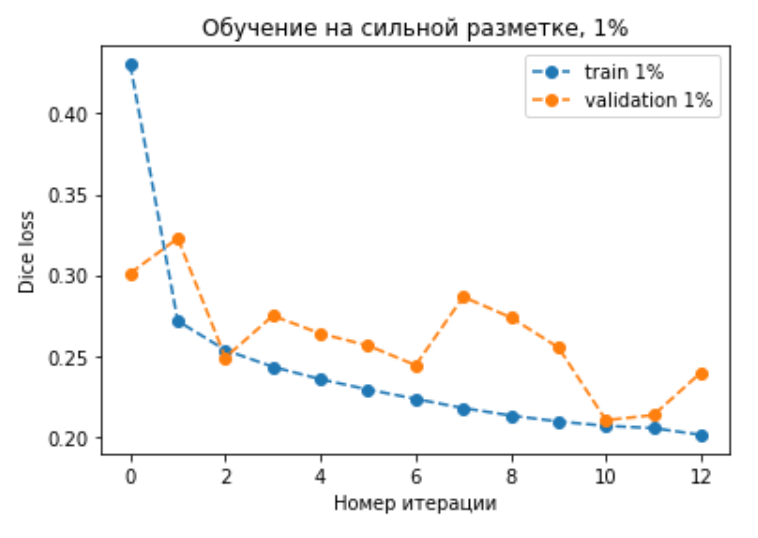 Обучение на сильной разметке, 1%
train 1%
validation 1%
Dice loss
0.40
0.35
0.30
0.25
0.20
0 2 4 6 8 10 12
Номер итерации